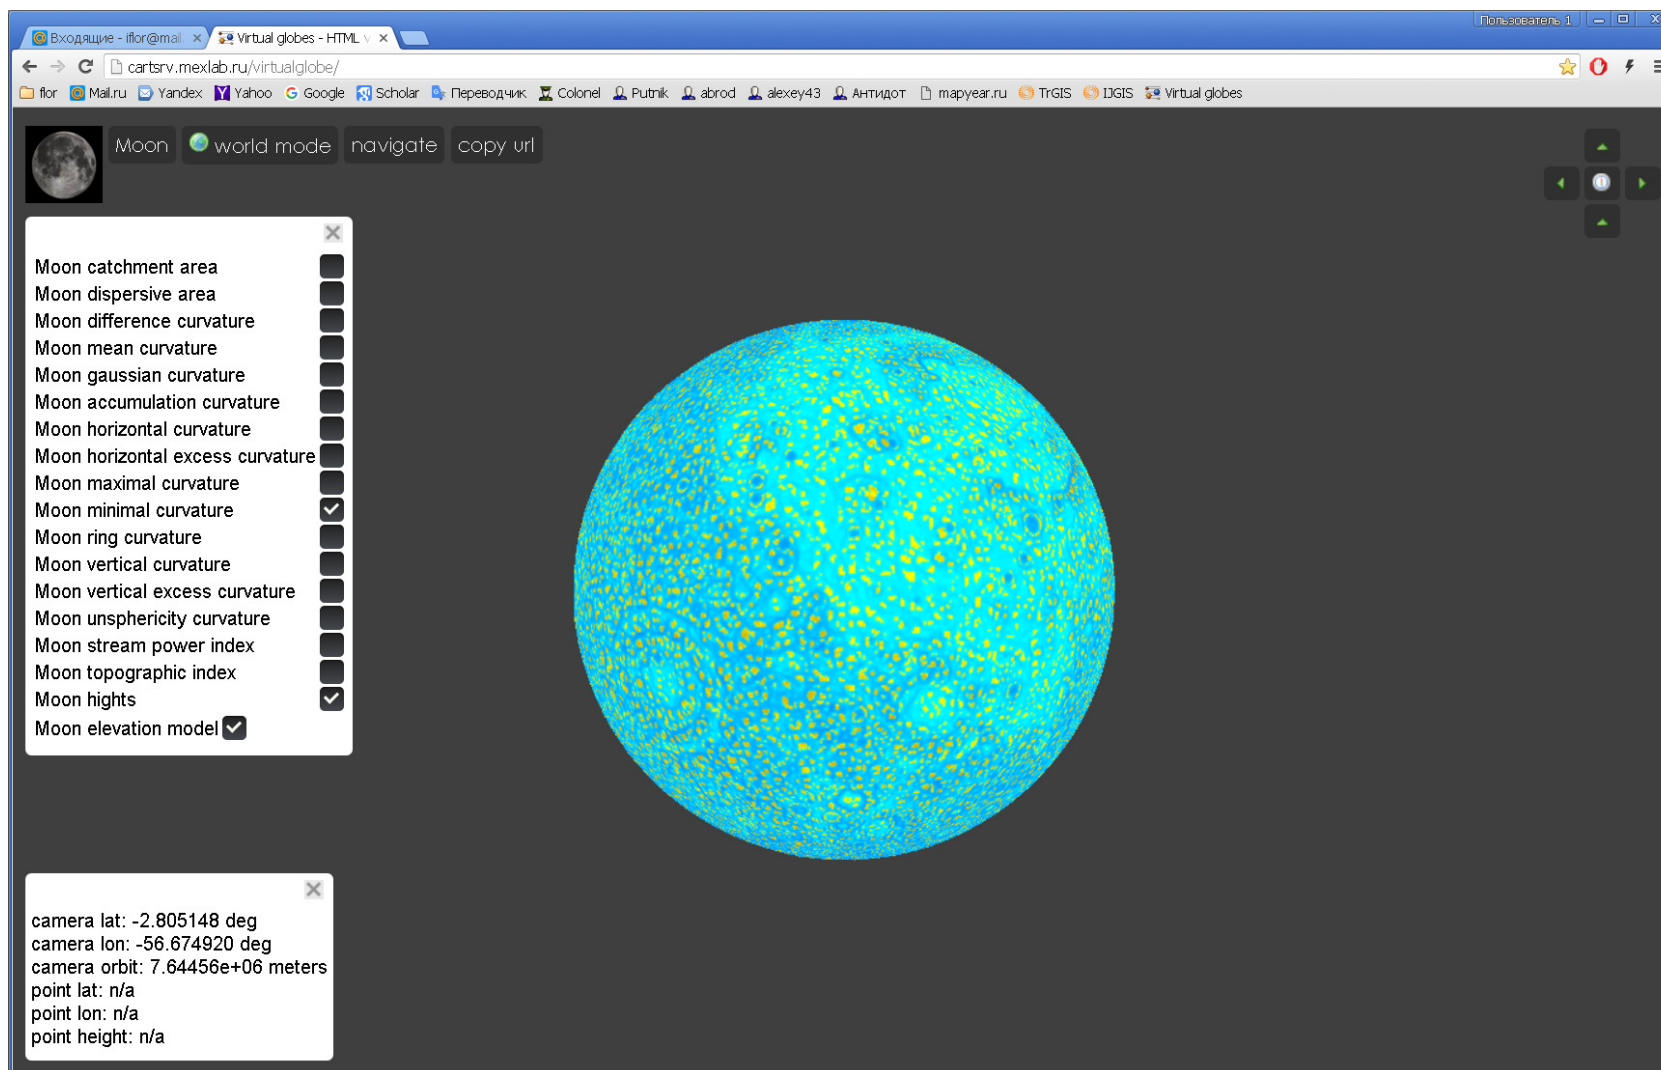 Пользователь 1
Входящие - iflor@mail
Virtual globes - HTML v
cartsrv.mexlab.ru/virtualglobe/
flor Mail.ru Yandex Yahoo Google Scholar Переводчик Colonel Putnik abrod alexey43 Антидот mapyear.ru TrGIS IJGIS Virtual globes
Moon world mode navigate copy url
Moon catchment area
Moon dispersive area
Moon difference curvature
Moon mean curvature
Moon gaussian curvature
Moon accumulation curvature
Moon horizontal curvature
Moon horizontal excess curvature
Moon maximal curvature
Moon minimal curvature
Moon ring curvature
Moon vertical curvature
Moon vertical excess curvature
Moon unsphericity curvature
Moon stream power index
Moon topographic index
Moon hights
Moon elevation model
camera lat: -2.805148 deg
camera lon: -56.674920 deg
camera orbit: 7.64456e+06 meters
point lat: n/a
point lon: n/a
point height: n/a